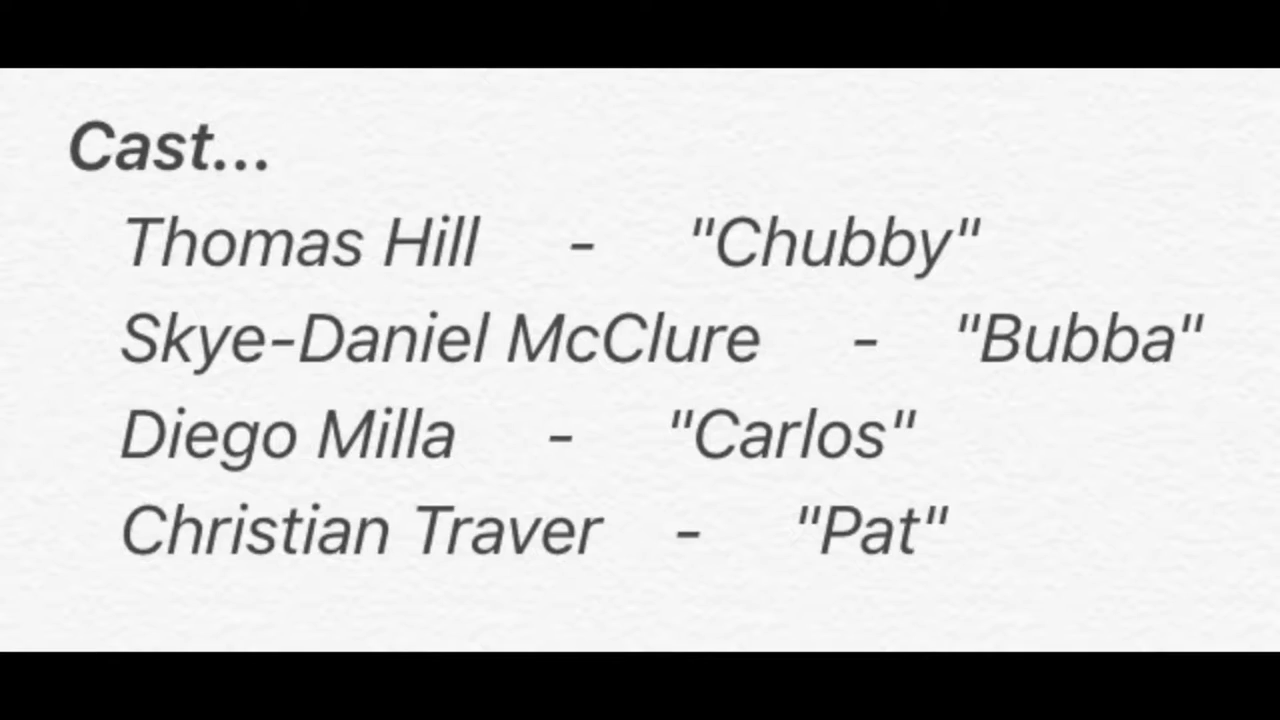 Cast...
Thomas Hill - "Chubby"
Skye-Daniel McClure - "Bubba"
Diego Milla - "Carlos"
Christian Traver - "Pat"